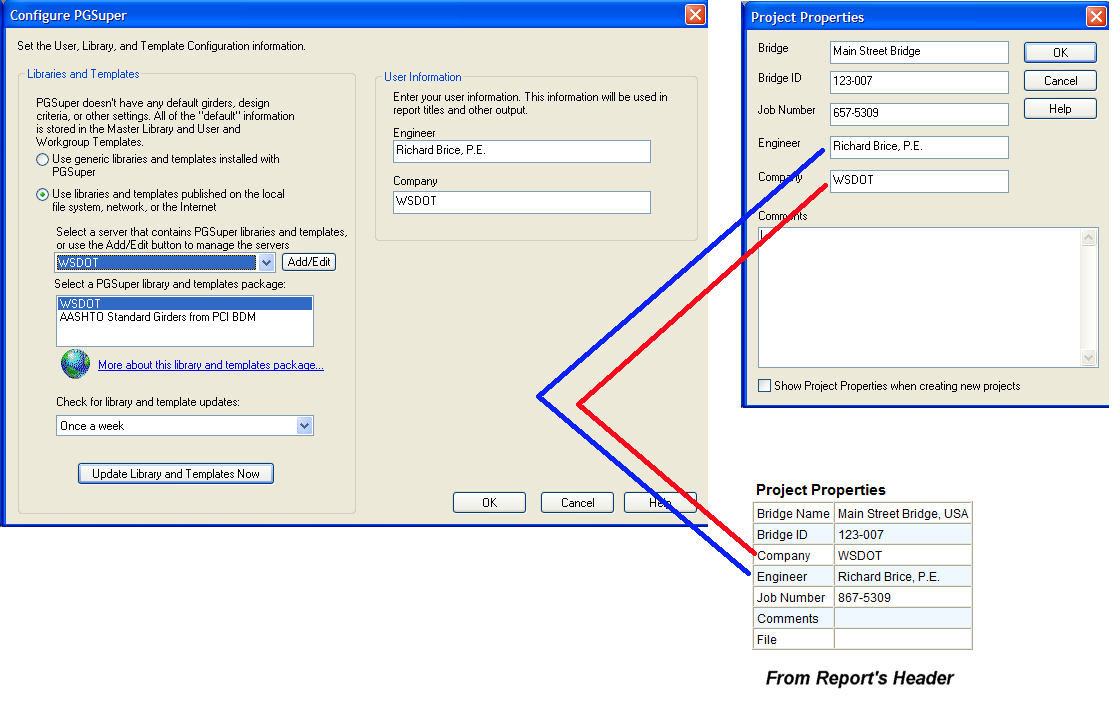 Configure PGSuper
Set the User, Library, and Template Configuration information.
Libraries and Templates
PGSuper doesn't have any default girders, design
criteria, or other settings. All of the "default" information
is stored in the Master Library and User and
Workgroup Templates.
Use generic libraries and templates installed with
PGSuper
Use libraries and templates published on the local
file system, network, or the Internet
Select a server that contains PGSuper libraries and templates,
or use the Add/Edit button to manage the servers
WSDOT
Add/Edit
Select a PGSuper library and templates package:
WSDOT
AASHTO Standard Girders from PCI BDM
More about this library and templates package...
Check for library and template updates:
Once a week
Update Library and Templates Now
User Information
Enter your user information. This information will be used in
report titles and other output.
Engineer
Richard Brice, P.E.
Company
WSDOT
OK
Cancel
Help
Project Properties
Bridge
Main Street Bridge
OK
Bridge ID
123-007
Cancel
Job Number
657-5309
Help
Engineer
Richard Brice, P.E.
Company
WSDOT
Comments
Show Project Properties when creating new projects
Project Properties
Bridge Name Main Street Bridge, USA
Bridge ID 123-007
Company WSDOT
Engineer Richard Brice, P.E.
Job Number 867-5309
Comments
File
From Report's Header